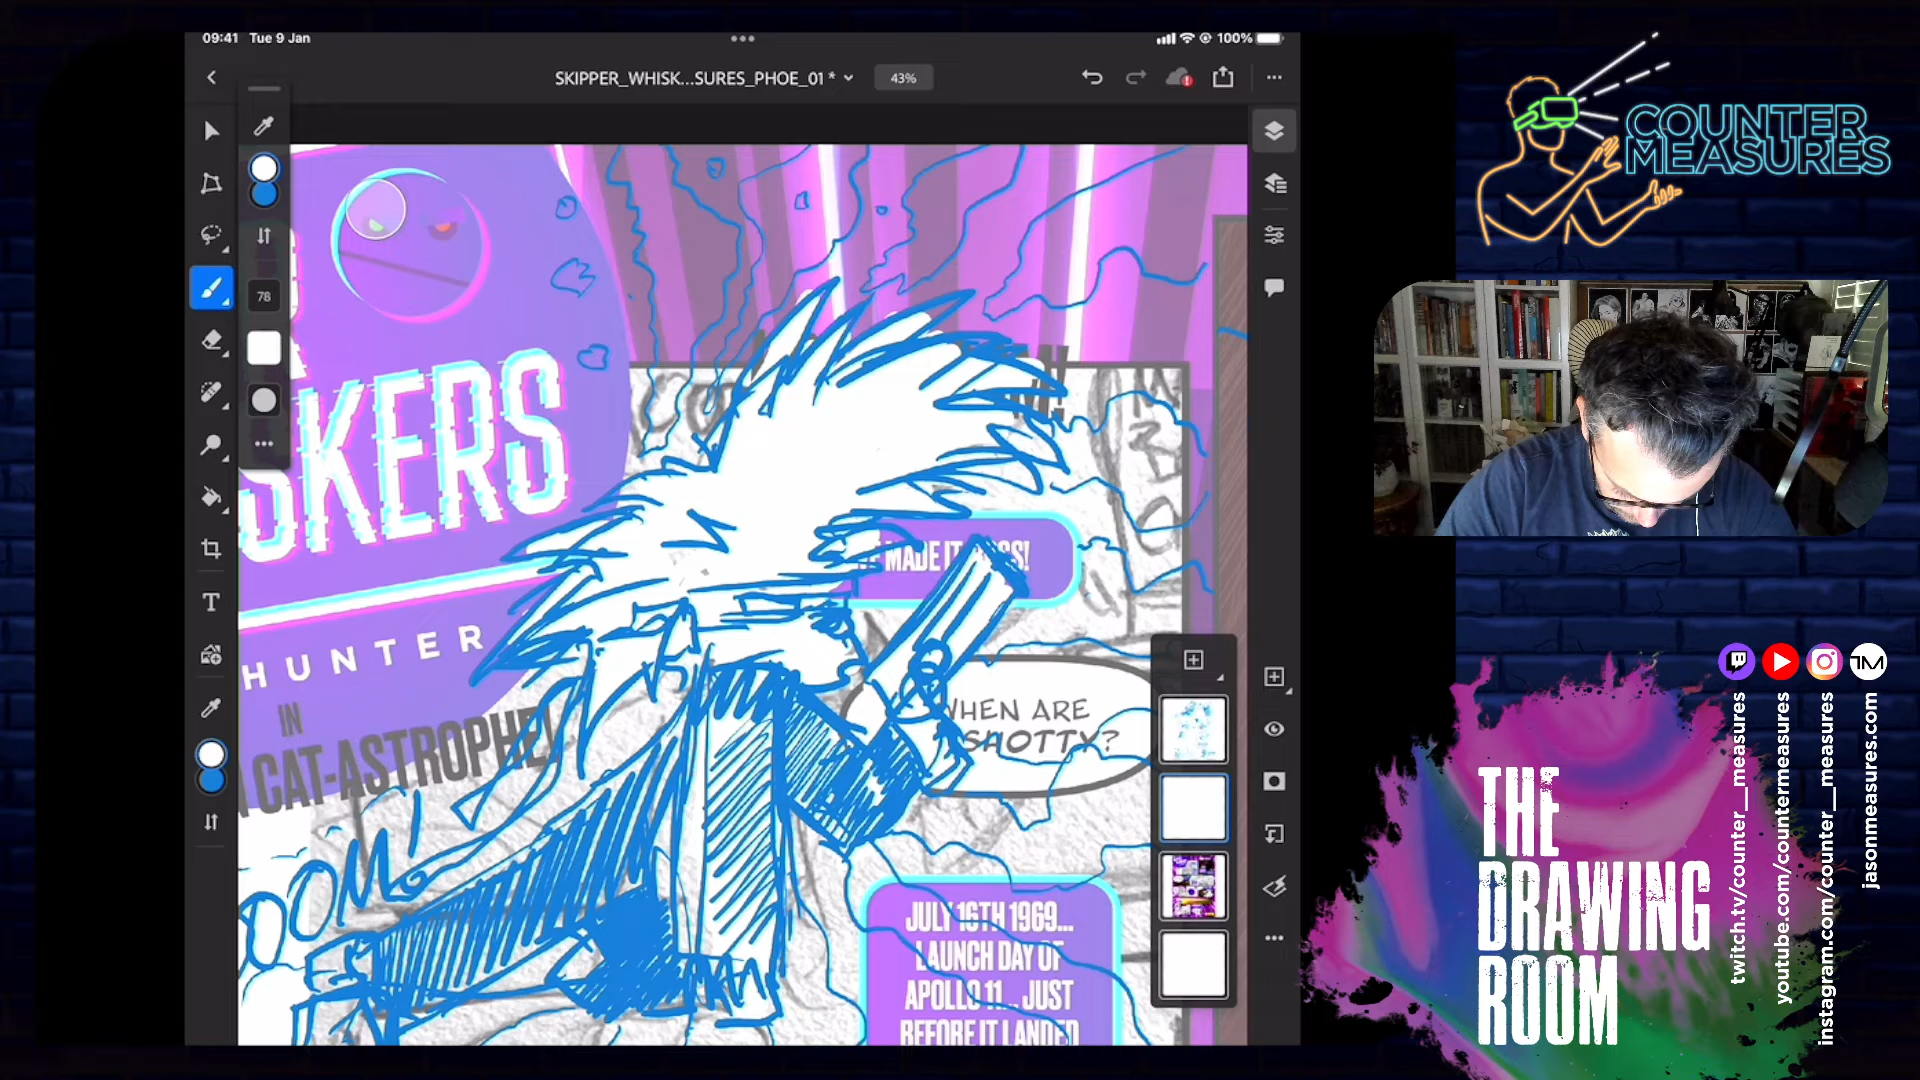 09:41 Tue 9 Jan
100%
SKIPPER_WHISK...SURES_PHOE_01 *
43%
78
SKERS
HUNTER
IN
CAT-ASTROPHE!
MADE IT
WHEN ARE
SHOTTY?
OOM!
JULY 16TH 1969...
LAUNCH DAY OF
APOLLO 11... JUST
BEFORE IT LANDED
COUNTER
MEASURES
THE
DRAWING
ROOM
twitch.tv/counter__measures
youtube.com/countermeasures
instagram.com/counter__measures
jasonmeasures.com